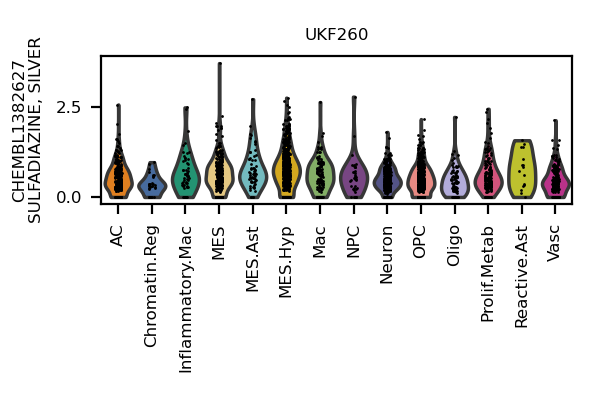 UKF260
CHEMBL1382627
SULFADIAZINE, SILVER
2.5
0.0
AC
Chromatin.Reg
Inflammatory.Mac
MES
MES.Ast
MES.Hyp
Mac
NPC
Neuron
OPC
Oligo
Prolif.Metab
Reactive.Ast
Vasc